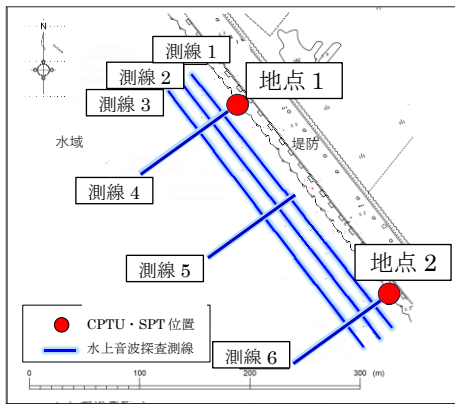 N
測線 1
測線 2
測線 3
地点 1
水域
堤防
測線 4
測線 5
地点 2
測線 6
CPTU・SPT 位置
水上音波探査測線
0 100 200 300 (m)